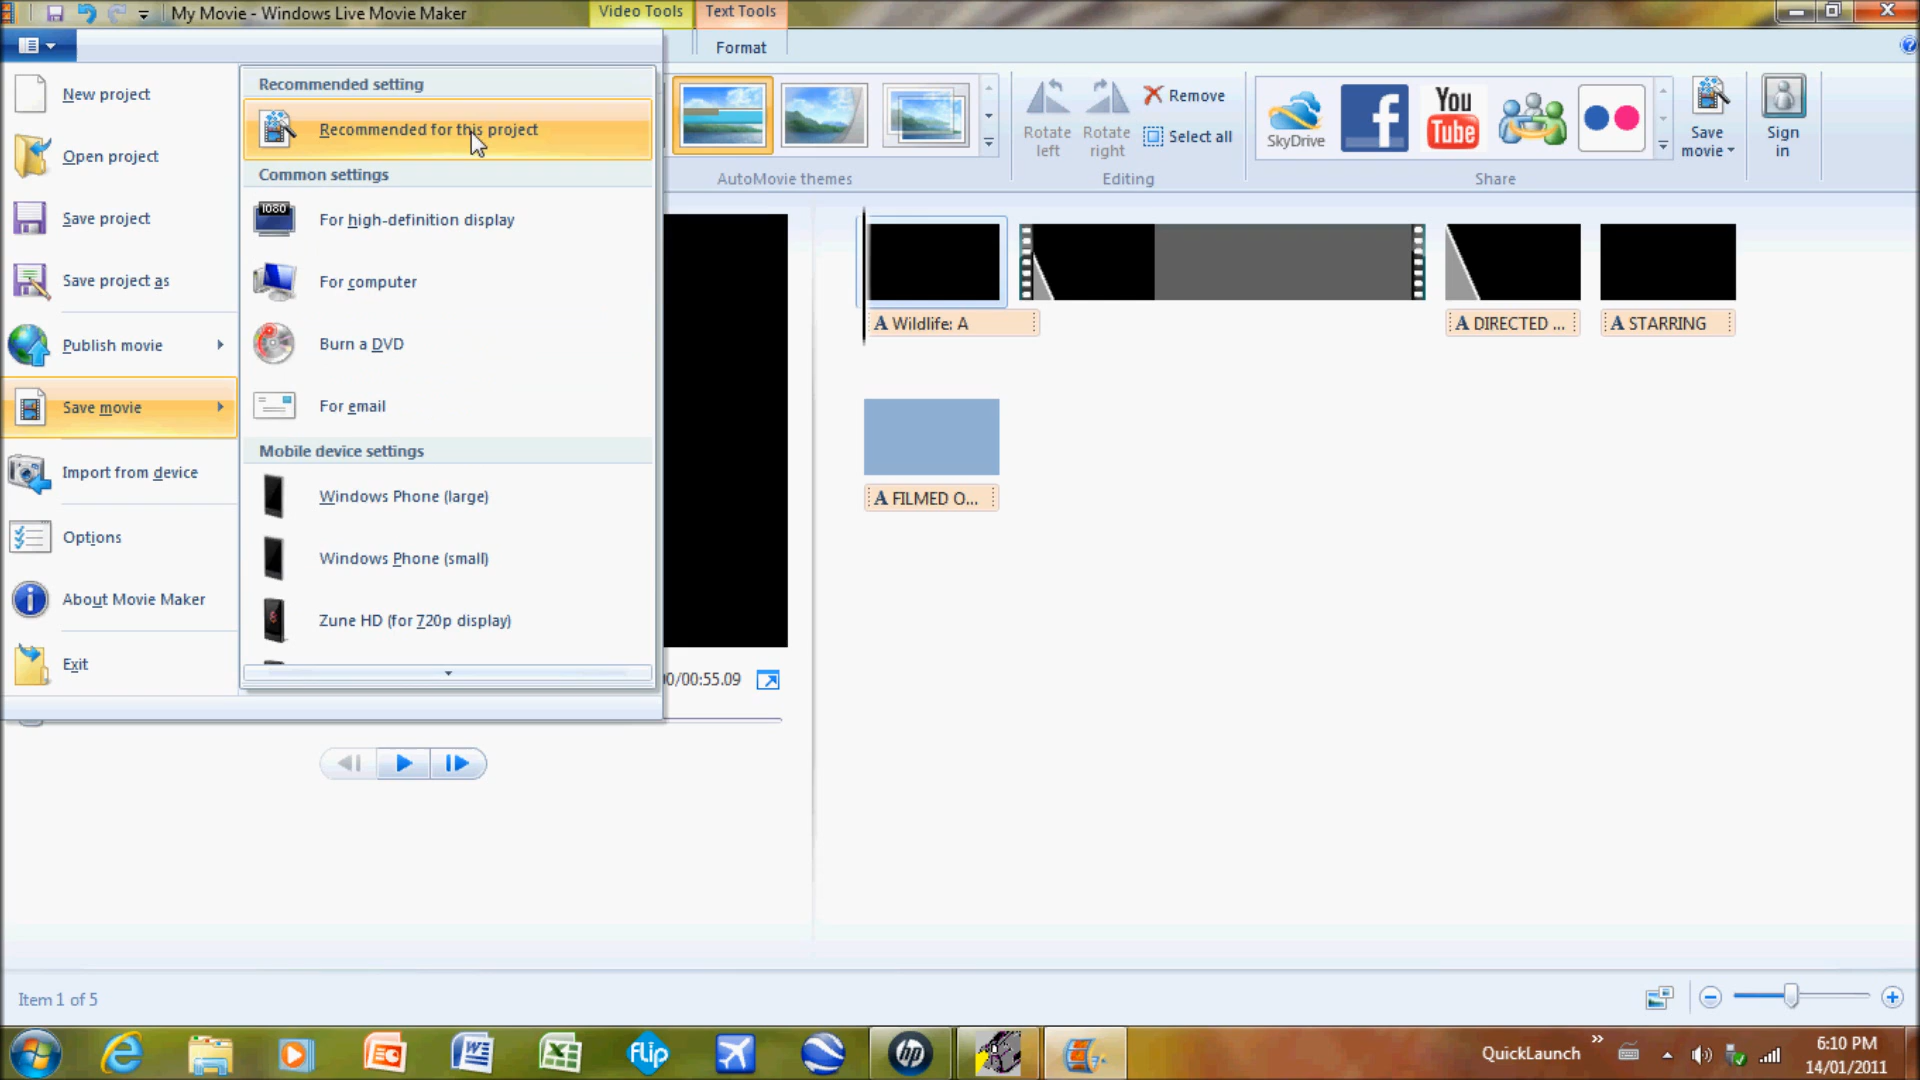 My Movie - Windows Live Movie Maker
Video Tools
Text Tools
Format
New project
Open project
Save project
Save project as
Publish movie
Save movie
Import from device
Options
About Movie Maker
Exit
Recommended setting
Recommended for this project
Common settings
1080
For high-definition display
For computer
Burn a DVD
For email
Mobile device settings
Windows Phone (large)
Windows Phone (small)
Zune HD (for 720p display)
AutoMovie themes
Rotate left
Rotate right
Remove
Select all
Editing
SkyDrive
You Tube
Share
Save movie
Sign in
A Wildlife: A
A DIRECTED ...
A STARRING
A FILMED O...
0/00:55.09
Item 1 of 5
FLIP
hp
QuickLaunch
6:10 PM
14/01/2011